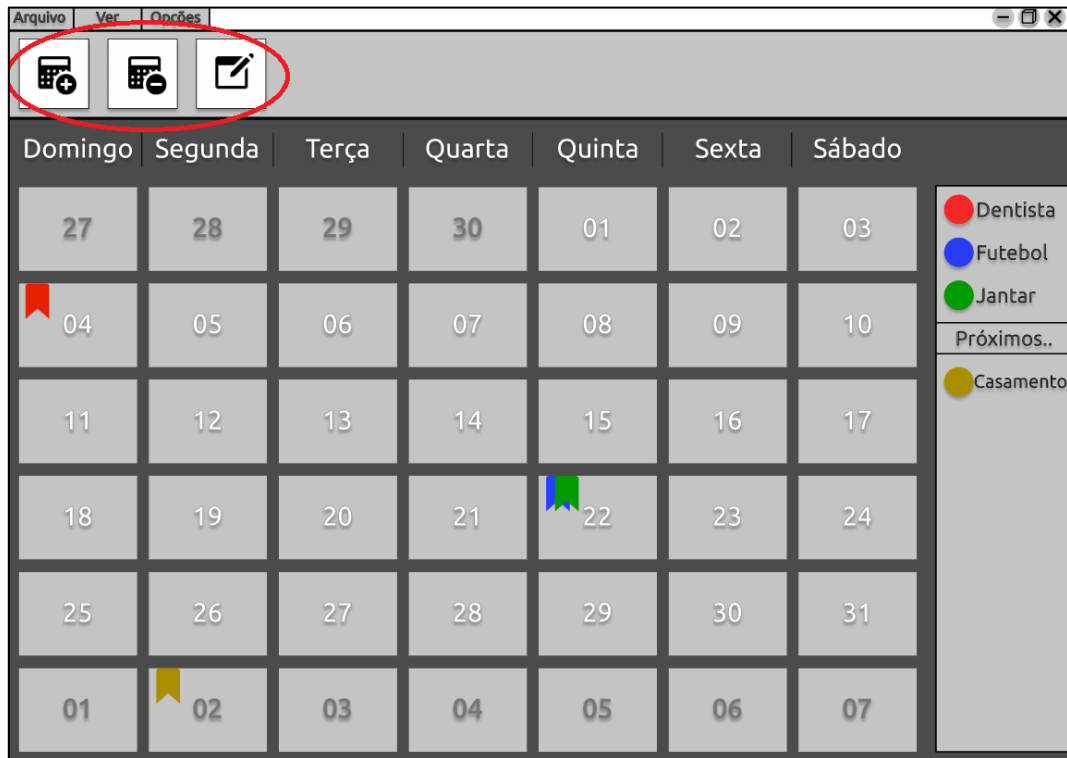 Arquivo Ver Opções
Domingo Segunda Terça Quarta Quinta Sexta Sábado
27 28 29 30 01 02 03
04 05 06 07 08 09 10
11 12 13 14 15 16 17
18 19 20 21 22 23 24
25 26 27 28 29 30 31
01 02 03 04 05 06 07
Dentista
Futebol
Jantar
Próximos..
Casamento